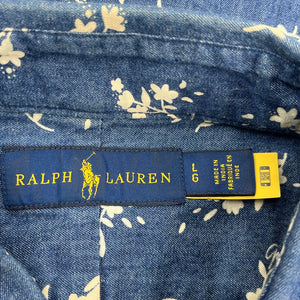 RALPH LAUREN
L
G
MADE IN
INDIA
FABRIQUÉ EN
INDE